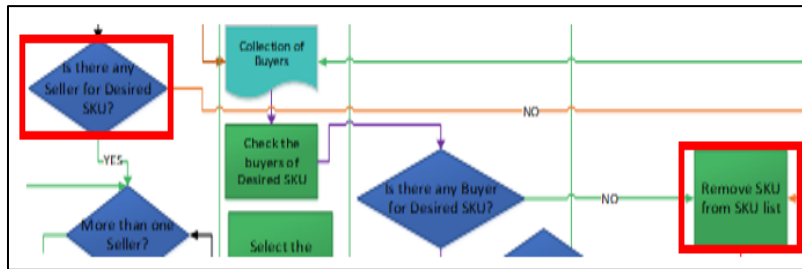 Collection of
Buyers
Is there any
Seller for Desired
SKU?
NO
Check the
buyers of
Desired SKU
YES
Is there any Buyer
for Desired SKU?
NO
Remove SKU
from SKU list
More than one
Seller?
Select the